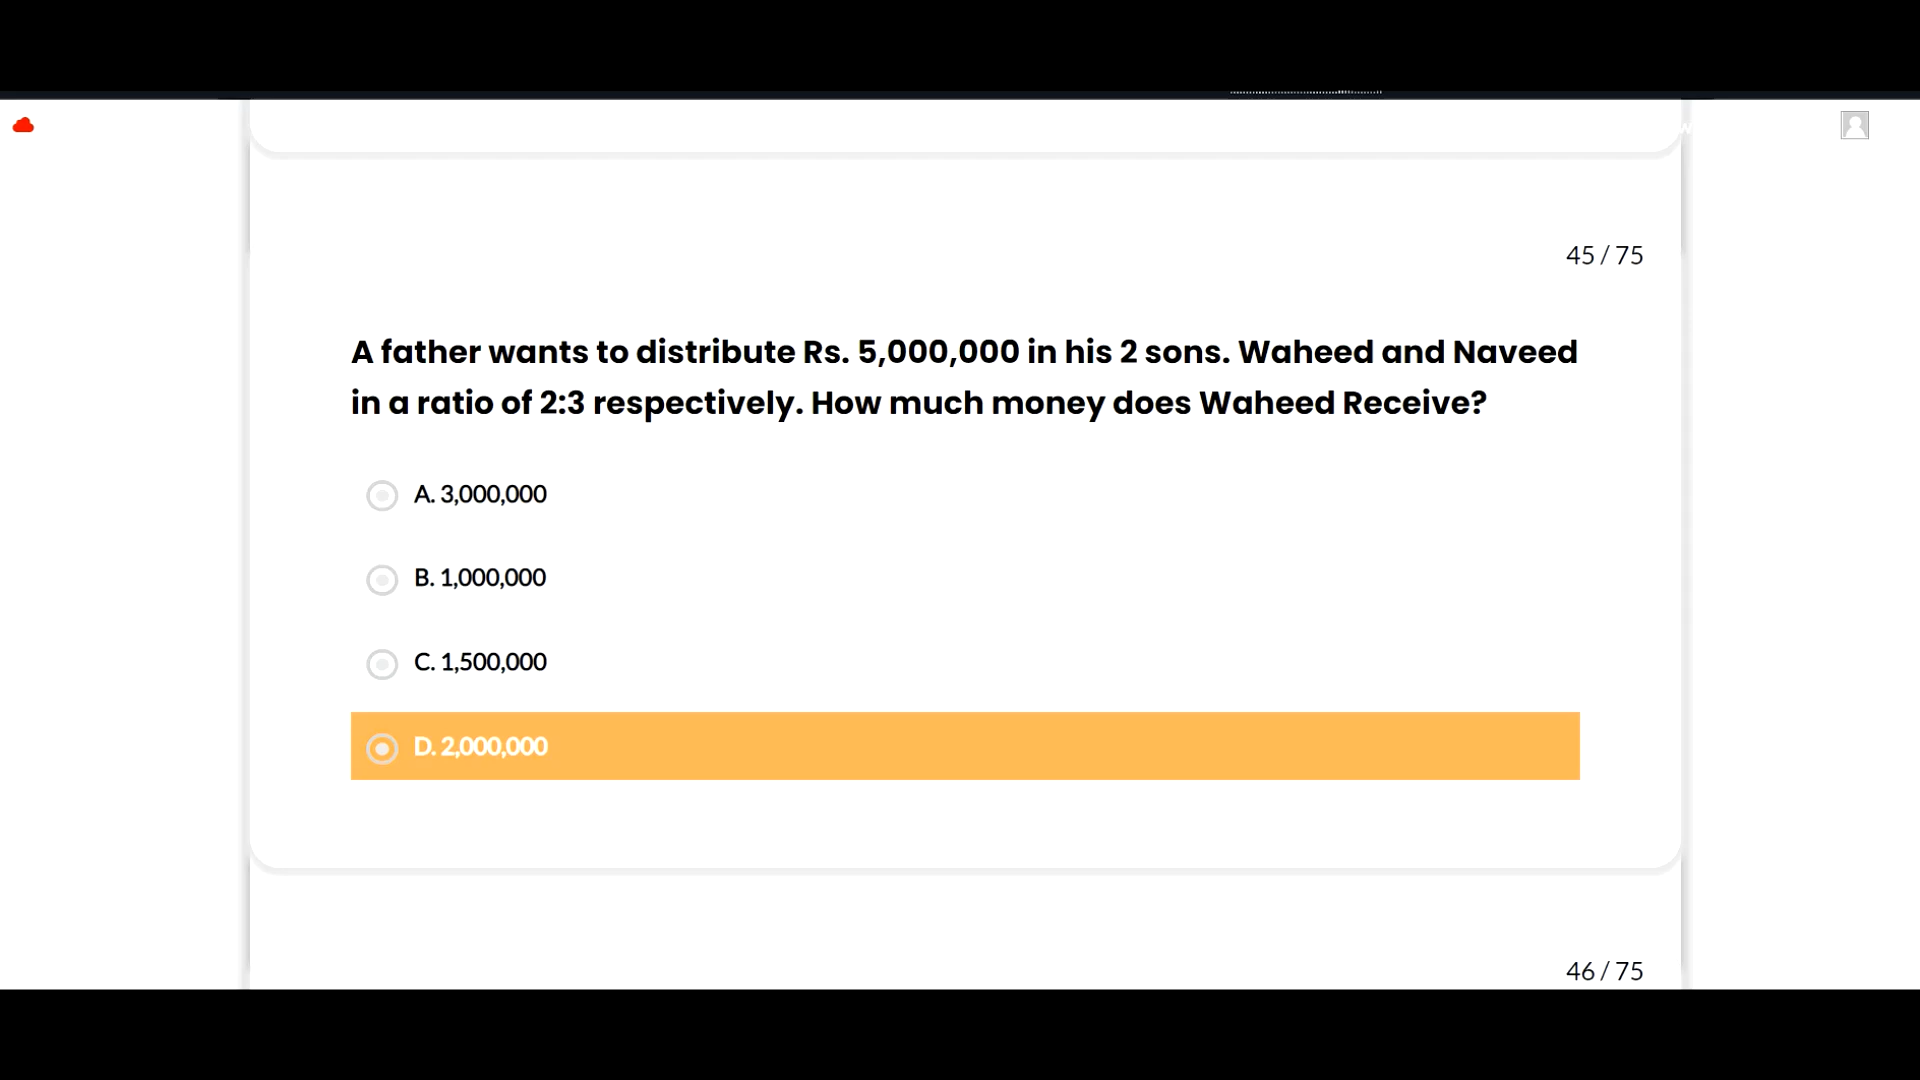 45 / 75
A father wants to distribute Rs. 5,000,000 in his 2 sons. Waheed and Naveed
in a ratio of 2:3 respectively. How much money does Waheed Receive?
A. 3,000,000
B. 1,000,000
C. 1,500,000
D. 2,000,000
46 / 75